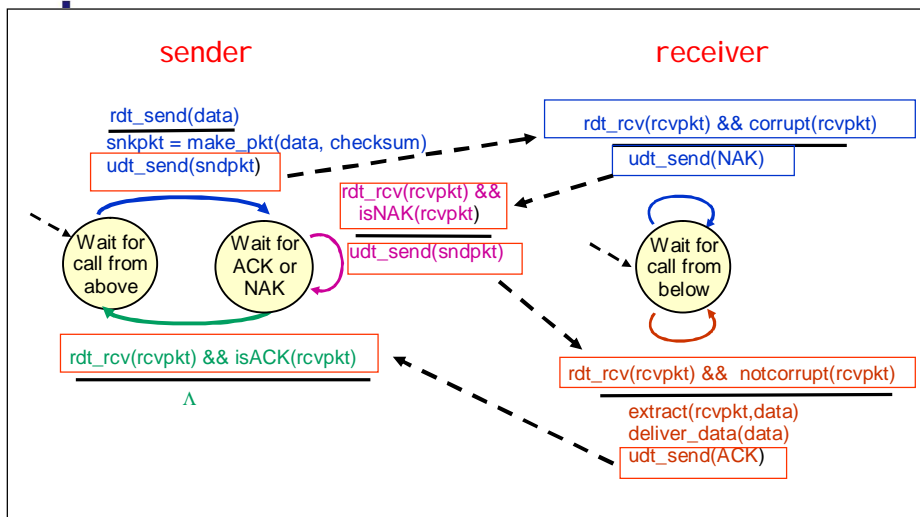 sender
receiver
rdt_send(data)
snkpkt = make_pkt(data, checksum)
udt_send(sndpkt)
rdt_rcv(rcvpkt) && corrupt(rcvpkt)
udt_send(NAK)
rdt_rcv(rcvpkt) &&
isNAK(rcvpkt)
udt_send(sndpkt)
Wait for
call from
above
Wait for
ACK or
NAK
Wait for
call from
below
rdt_rcv(rcvpkt) && isACK(rcvpkt)
Λ
rdt_rcv(rcvpkt) && notcorrupt(rcvpkt)
extract(rcvpkt,data)
deliver_data(data)
udt_send(ACK)